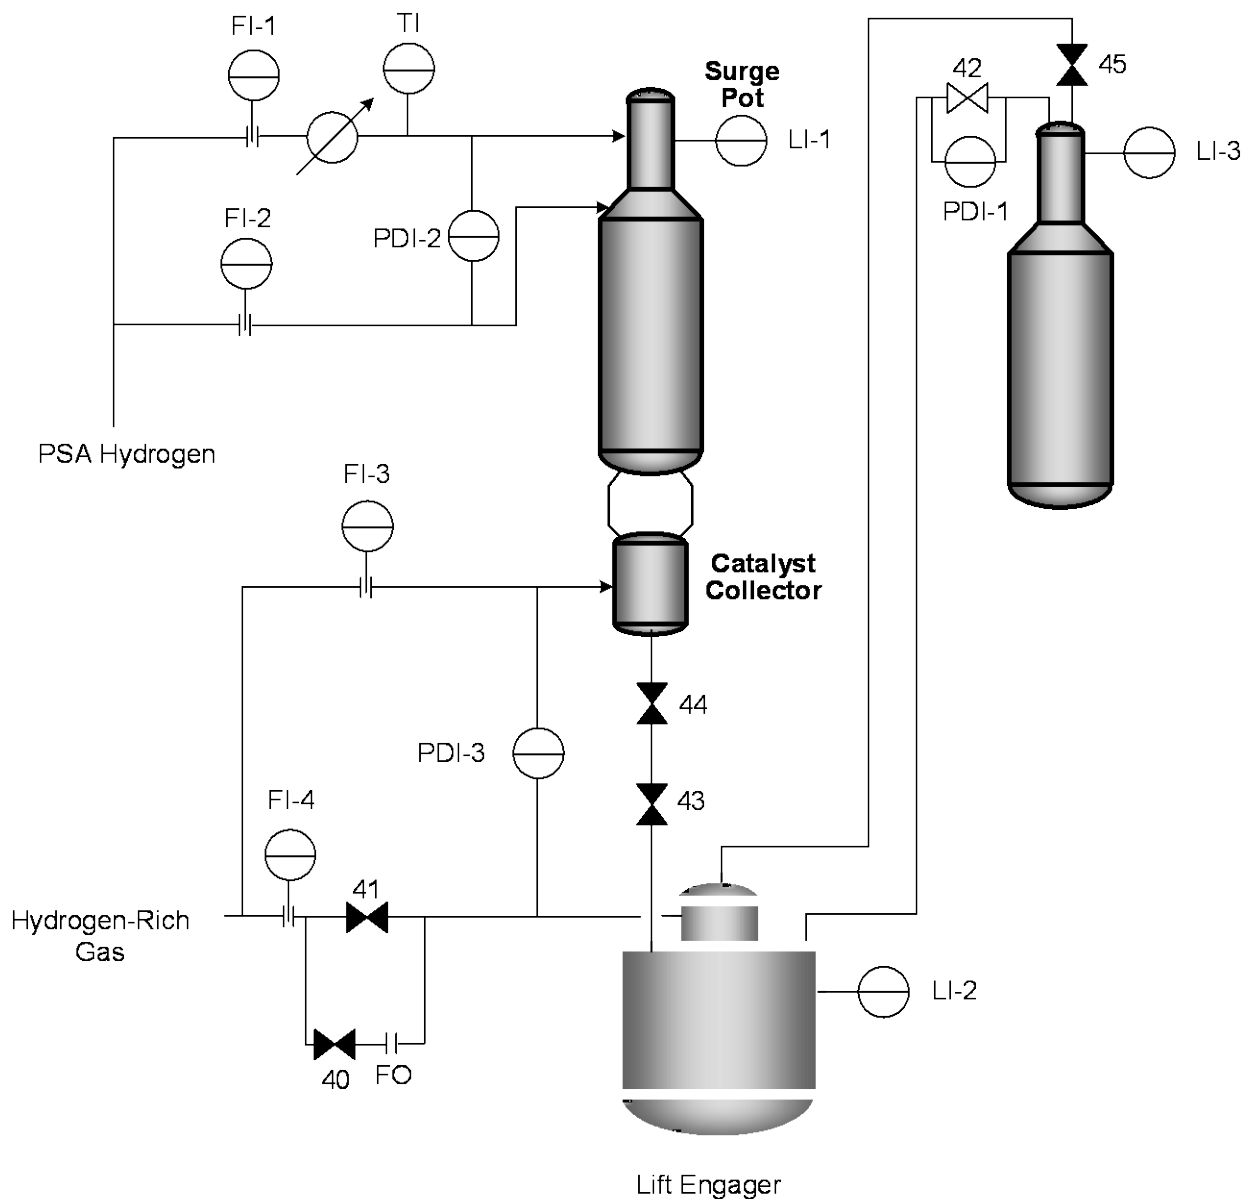 FI-1
TI
Surge
Pot
42
45
LI-1
LI-3
FI-2
PDI-2
PDI-1
PSA Hydrogen
FI-3
Catalyst
Collector
44
PDI-3
FI-4
43
41
Hydrogen-Rich
Gas
LI-2
40
FO
Lift Engager